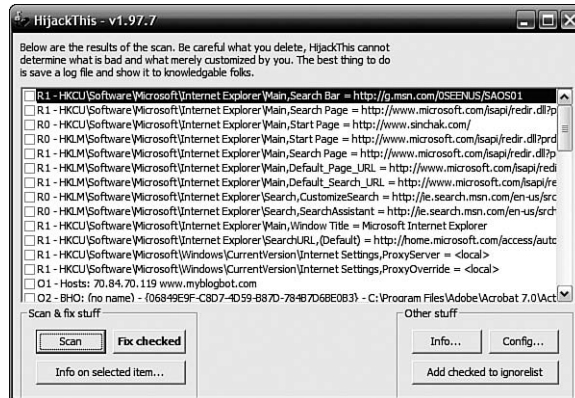 HijackThis - v1.97.7
Below are the results of the scan. Be careful what you delete, HijackThis cannot
determine what is bad and what merely customized by you. The best thing to do
is save a log file and show it to knowledgable folks.
R1 - HKCU\Software\Microsoft\Internet Explorer\Main,Search Bar = http://g.msn.com/0SEENUS/SAOS01
R1 - HKCU\Software\Microsoft\Internet Explorer\Main,Search Page = http://www.microsoft.com/isapi/redir.dll?p
R0 - HKCU\Software\Microsoft\Internet Explorer\Main,Start Page = http://www.sinchak.com/
R0 - HKLM\Software\Microsoft\Internet Explorer\Main,Start Page = http://www.microsoft.com/isapi/redir.dll?prd
R1 - HKLM\Software\Microsoft\Internet Explorer\Main,Search Page = http://www.microsoft.com/isapi/redir.dll?p
R1 - HKLM\Software\Microsoft\Internet Explorer\Main,Default_Page_URL = http://www.microsoft.com/isapi/redi
R1 - HKLM\Software\Microsoft\Internet Explorer\Main,Default_Search_URL = http://www.microsoft.com/isapi/re
R0 - HKLM\Software\Microsoft\Internet Explorer\Search,CustomizeSearch = http://ie.search.msn.com/en-us/src
R0 - HKLM\Software\Microsoft\Internet Explorer\Search,SearchAssistant = http://ie.search.msn.com/en-us/srch
R1 - HKCU\Software\Microsoft\Internet Explorer\Main,Window Title = Microsoft Internet Explorer
R1 - HKCU\Software\Microsoft\Internet Explorer\SearchURL,(Default) = http://home.microsoft.com/access/auto
R1 - HKCU\Software\Microsoft\Windows\CurrentVersion\Internet Settings,ProxyServer = <local>
R1 - HKCU\Software\Microsoft\Windows\CurrentVersion\Internet Settings,ProxyOverride = <local>
O1 - Hosts: 70.84.70.119 www.myblogbot.com
O2 - BHO: (no name) - {06849E9F-C8D7-4D59-B87D-784B7D6BE0B3} - C:\Program Files\Adobe\Acrobat 7.0\Act
Scan & fix stuff
Other stuff
Scan
Fix checked
Info...
Config...
Info on selected item...
Add checked to ignorelist